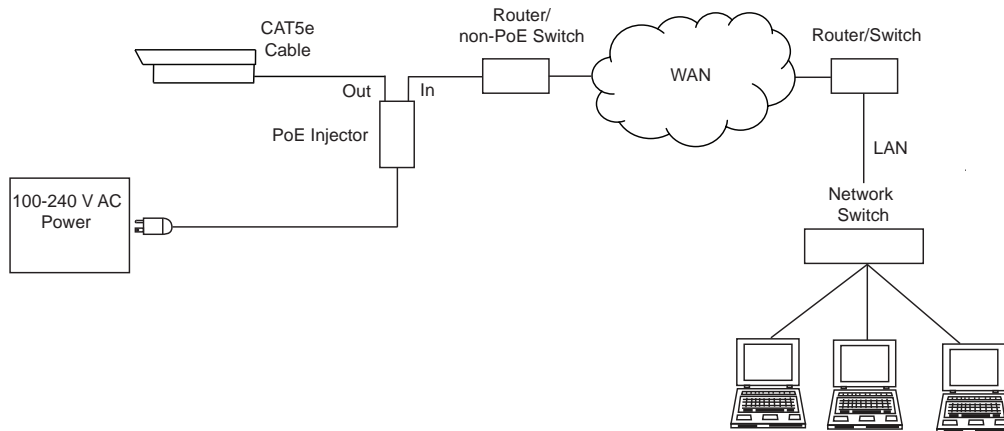 CAT5e
Cable
Router/
non-PoE Switch
WAN
Router/Switch
Out
In
PoE Injector
LAN
100-240 V AC
Power
Network
Switch